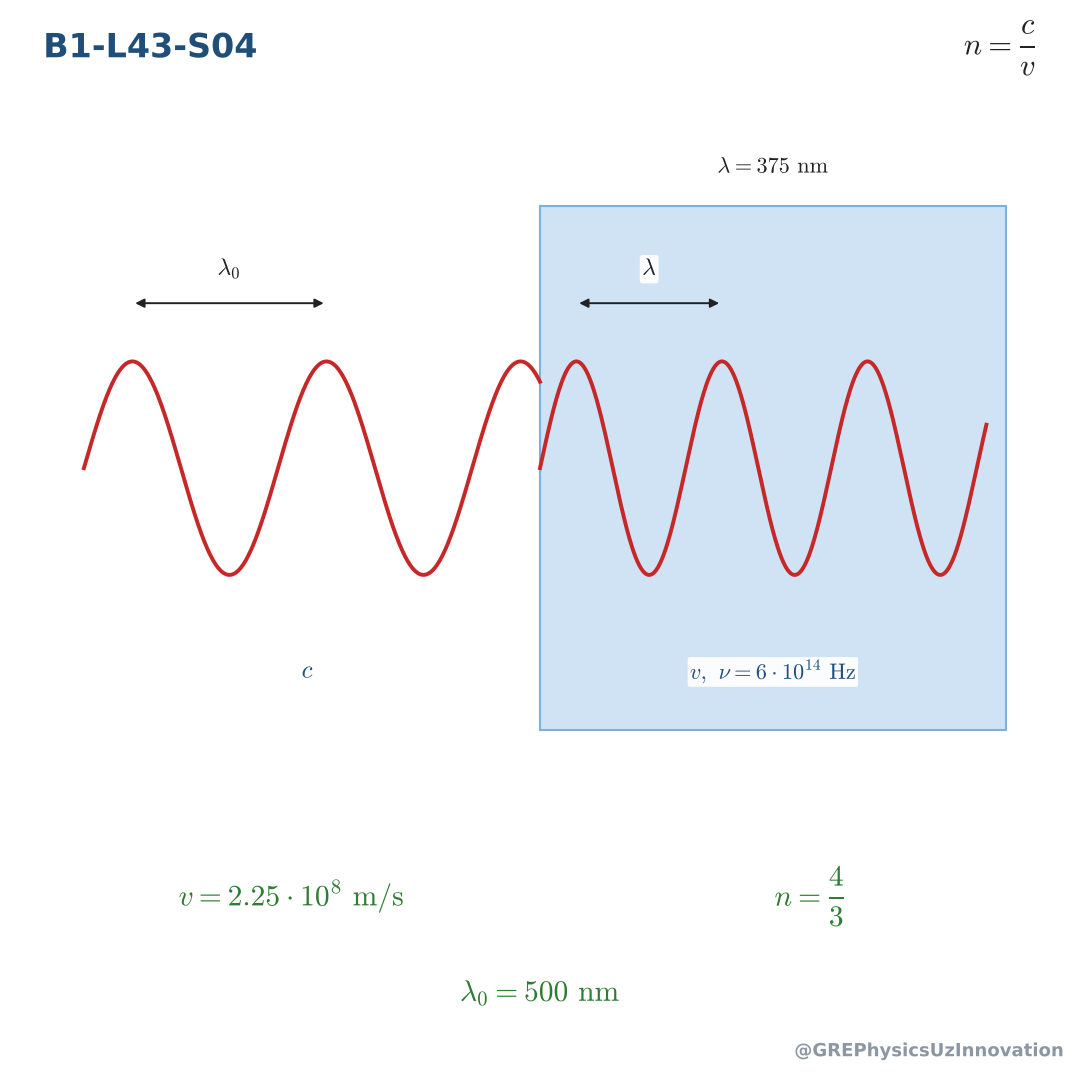 B1-L43-S04
n = c/v
λ = 375 nm
λ₀
λ
c
v, ν = 6 · 10¹⁴ Hz
v = 2.25 · 10⁸ m/s
n = 4/3
λ₀ = 500 nm
@GREPhysicsUzInnovation